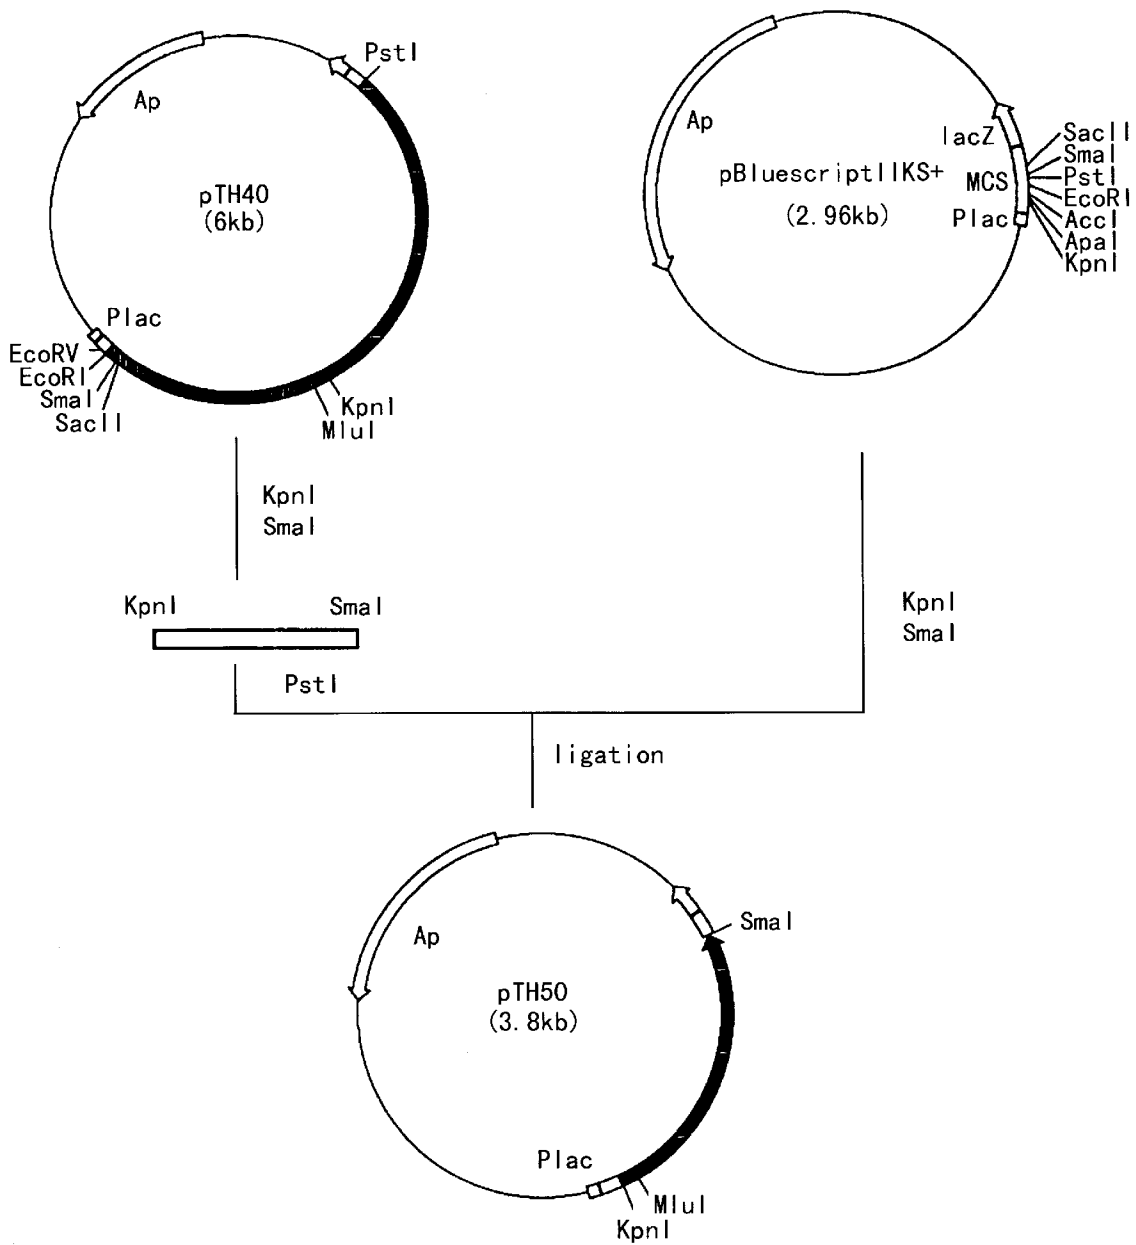 PstI
Ap
pTH40
(6kb)
Plac
EcoRV
EcoRI
SmaI
SacII
KpnI
MluI
Ap
pBluescriptIIKS+
(2.96kb)
lacZ
MCS
Plac
SacII
SmaI
PstI
EcoRI
AccI
ApaI
KpnI
KpnI
SmaI
KpnI
SmaI
KpnI SmaI
PstI
ligation
Ap
pTH50
(3.8kb)
SmaI
Plac
MluI
KpnI